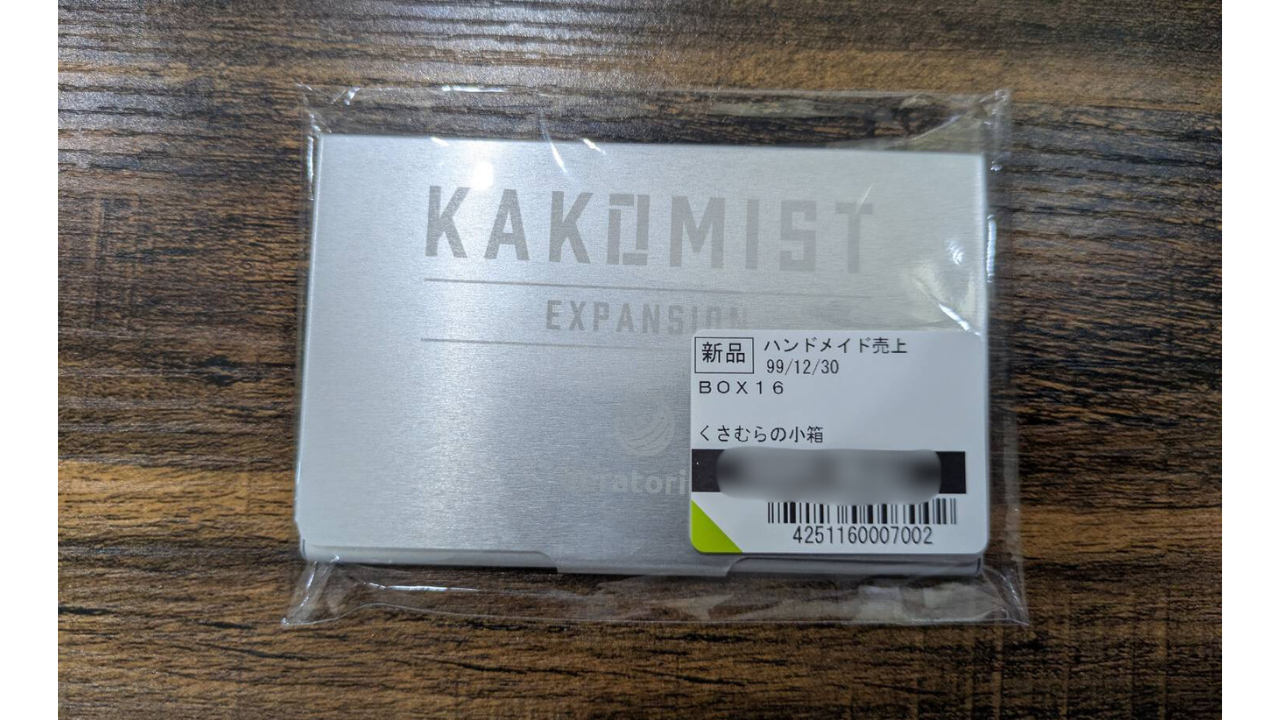 KAKOMIST
EXPANSION
新品
ハンドメイド売上
99/12/30
BOX16
くさむらの小箱
4251160007002